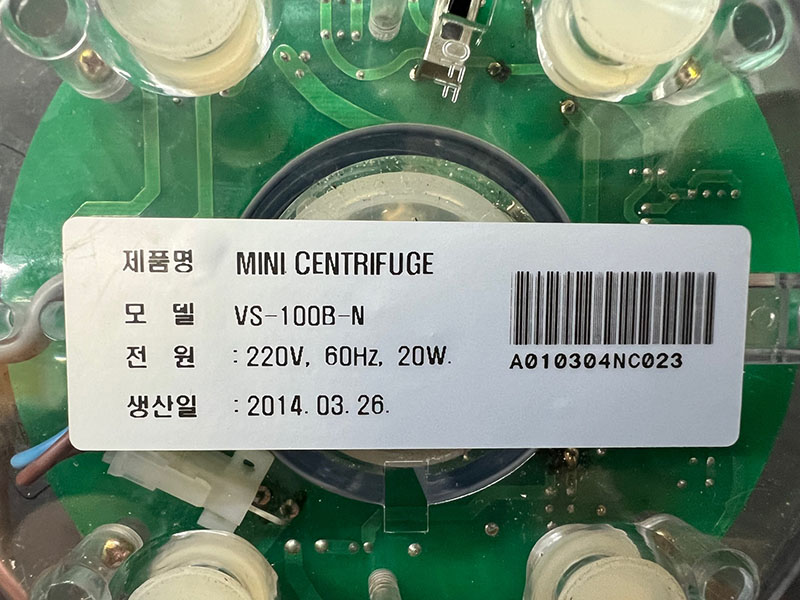 제품명 MINI CENTRIFUGE
모 델 VS-100B-N
전 원 : 220V, 60Hz, 20W.
생산일 : 2014. 03. 26.
A010304NC023